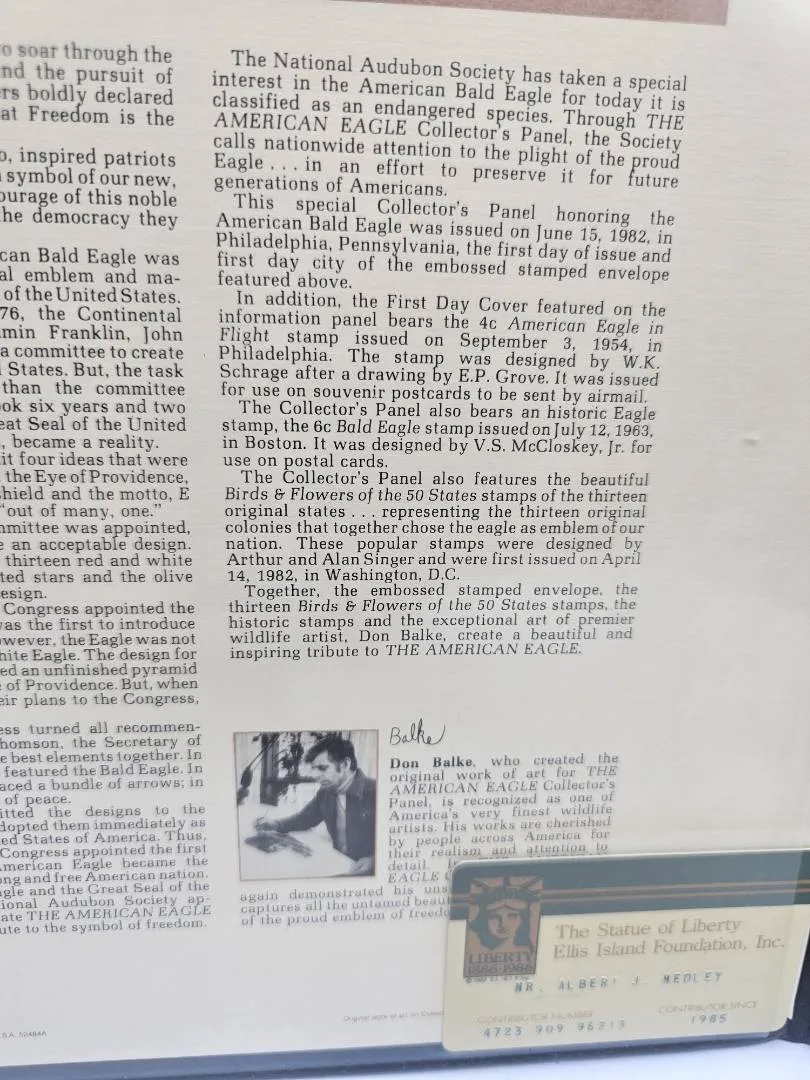 o soar through the
nd the pursuit of
rs boldly declared
at Freedom is the
o, inspired patriots
symbol of our new,
ourage of this noble
he democracy they
can Bald Eagle was
al emblem and ma-
of the United States.
76, the Continental
min Franklin, John
a committee to create
States. But, the task
than the committee
ok six years and two
eat Seal of the United
, became a reality.
it four ideas that were
the Eye of Providence,
hield and the motto, E
"out of many, one."
mmittee was appointed,
e an acceptable design.
thirteen red and white
ted stars and the olive
esign.
Congress appointed the
as the first to introduce
wever, the Eagle was not
hite Eagle. The design for
ed an unfinished pyramid
of Providence. But, when
eir plans to the Congress,
ess turned all recommen-
homson, the Secretary of
e best elements together. In
featured the Bald Eagle. In
aced a bundle of arrows; in
of peace.
itted the designs to the
dopted them immediately as
ed States of America. Thus,
Congress appointed the first
American Eagle became the
ong and free American nation.
agle and the Great Seal of the
ional Audubon Society ap-
ate THE AMERICAN EAGLE
ute to the symbol of freedom.
S.A. 52484A
The National Audubon Society has taken a special
interest in the American Bald Eagle for today it is
classified as an endangered species. Through THE
AMERICAN EAGLE Collector's Panel, the Society
calls nationwide attention to the plight of the proud
Eagle . . . in an effort to preserve it for future
generations of Americans.
This special Collector's Panel honoring the
American Bald Eagle was issued on June 15, 1982, in
Philadelphia, Pennsylvania, the first day of issue and
first day city of the embossed stamped envelope
featured above.
In addition, the First Day Cover featured on the
information panel bears the 4c American Eagle in
Flight stamp issued on September 3, 1954, in
Philadelphia. The stamp was designed by W.K.
Schrage after a drawing by E.P. Grove. It was issued
for use on souvenir postcards to be sent by airmail.
The Collector's Panel also bears an historic Eagle
stamp, the 6c Bald Eagle stamp issued on July 12, 1963,
in Boston. It was designed by V.S. McCloskey, Jr. for
use on postal cards.
The Collector's Panel also features the beautiful
Birds & Flowers of the 50 States stamps of the thirteen
original states . . . representing the thirteen original
colonies that together chose the eagle as emblem of our
nation. These popular stamps were designed by
Arthur and Alan Singer and were first issued on April
14, 1982, in Washington, D.C.
Together, the embossed stamped envelope, the
thirteen Birds & Flowers of the 50 States stamps, the
historic stamps and the exceptional art of premier
wildlife artist, Don Balke, create a beautiful and
inspiring tribute to THE AMERICAN EAGLE.
Balke
Don Balke, who created the
original work of art for THE
AMERICAN EAGLE Collector's
Panel, is recognized as one of
America's very finest wildlife
artists. His works are cherished
by people across America for
their realism and attention to
detail.
EAGLE
again demonstrated his uns
captures all the untamed beau
of the proud emblem of freedo
Original work of art on
The Statue of Liberty
Ellis Island Foundation, Inc.
LIBERTY
1886-1986
MR. ALBERT J. MEDLEY
CONTRIBUTOR NUMBER
4723 909 96213
CONTRIBUTOR SINCE
1985